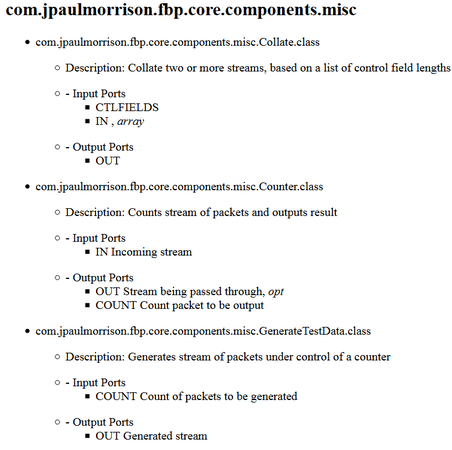 com.jpaulmorrison.fbp.core.components.misc
com.jpaulmorrison.fbp.core.components.misc.Collate.class
Description: Collate two or more streams, based on a list of control field lengths
- Input Ports
CTLFIELDS
IN , array
- Output Ports
OUT
com.jpaulmorrison.fbp.core.components.misc.Counter.class
Description: Counts stream of packets and outputs result
- Input Ports
IN Incoming stream
- Output Ports
OUT Stream being passed through, opt
COUNT Count packet to be output
com.jpaulmorrison.fbp.core.components.misc.GenerateTestData.class
Description: Generates stream of packets under control of a counter
- Input Ports
COUNT Count of packets to be generated
- Output Ports
OUT Generated stream